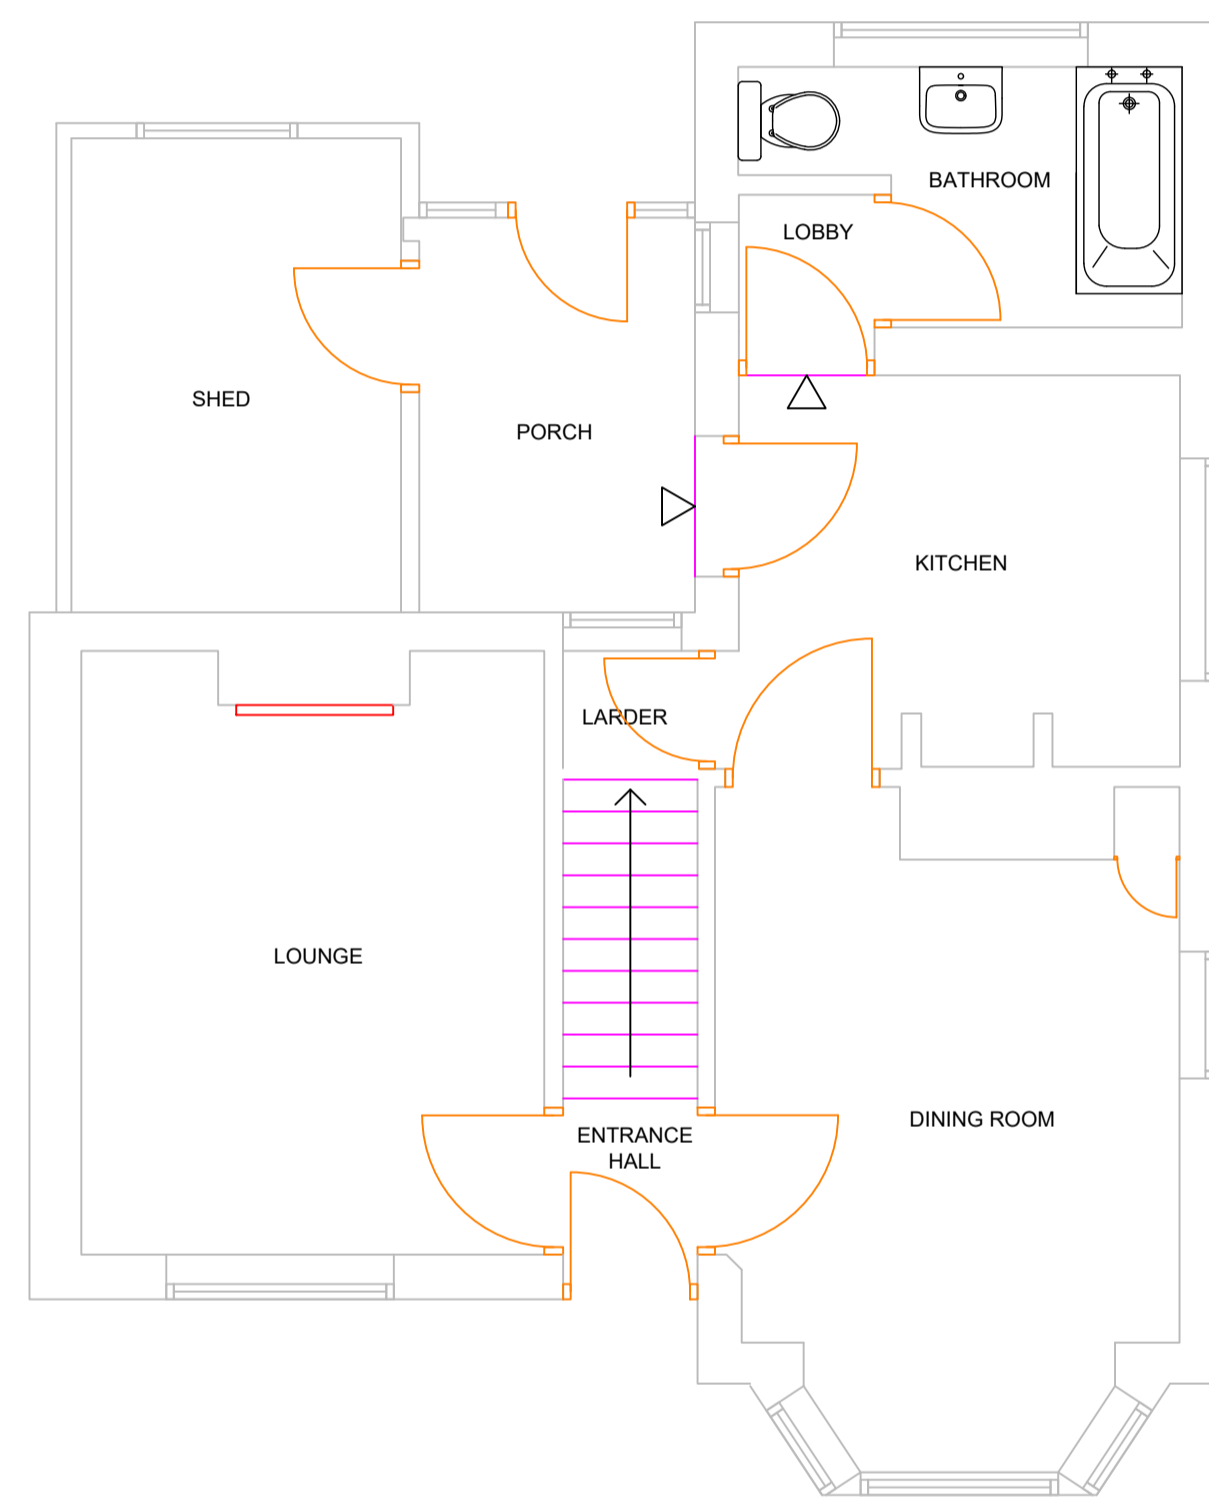 BATHROOM
LOBBY
SHED
PORCH
KITCHEN
LARDER
LOUNGE
DINING ROOM
ENTRANCE
HALL